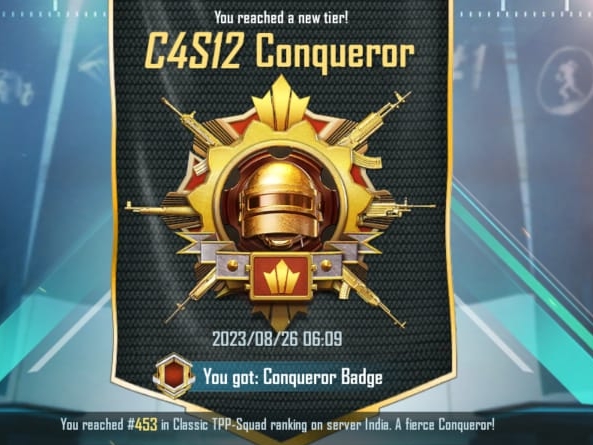 You reached a new tier!
C4S12 Conqueror
2023/08/26 06:09
You got: Conqueror Badge
You reached #453 in Classic TPP-Squad ranking on server India. A fierce Conqueror!